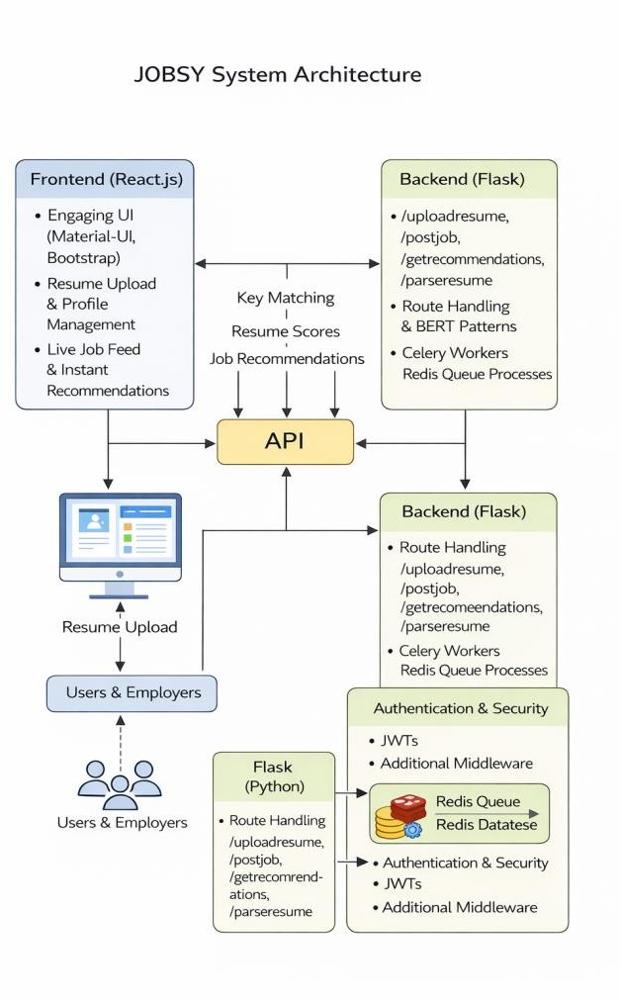 JOBSY System Architecture
Frontend (React.js)
• Engaging UI
(Material-UI,
Bootstrap)
• Resume Upload
& Profile
Management
• Live Job Feed
& Instant
Recommendations
Key Matching
Resume Scores
Job Recommendations
Backend (Flask)
• /uploadresume,
/postjob,
/getrecommendations,
/parseresume
• Route Handling
& BERT Patterns
• Celery Workers
Redis Queue Processes
API
Resume Upload
Users & Employers
Users & Employers
Backend (Flask)
• Route Handling
/uploadresume,
/postjob,
/getrecomeendations,
/parseresume
• Celery Workers
Redis Queue Processes
Authentication & Security
• JWTs
• Additional Middleware
Redis Queue
Redis Datatese
• Authentication & Security
• JWTs
• Additional Middleware
Flask
(Python)
• Route Handling
/uploadresume,
/postjob,
/getrecomrend-
ations,
/parseresume